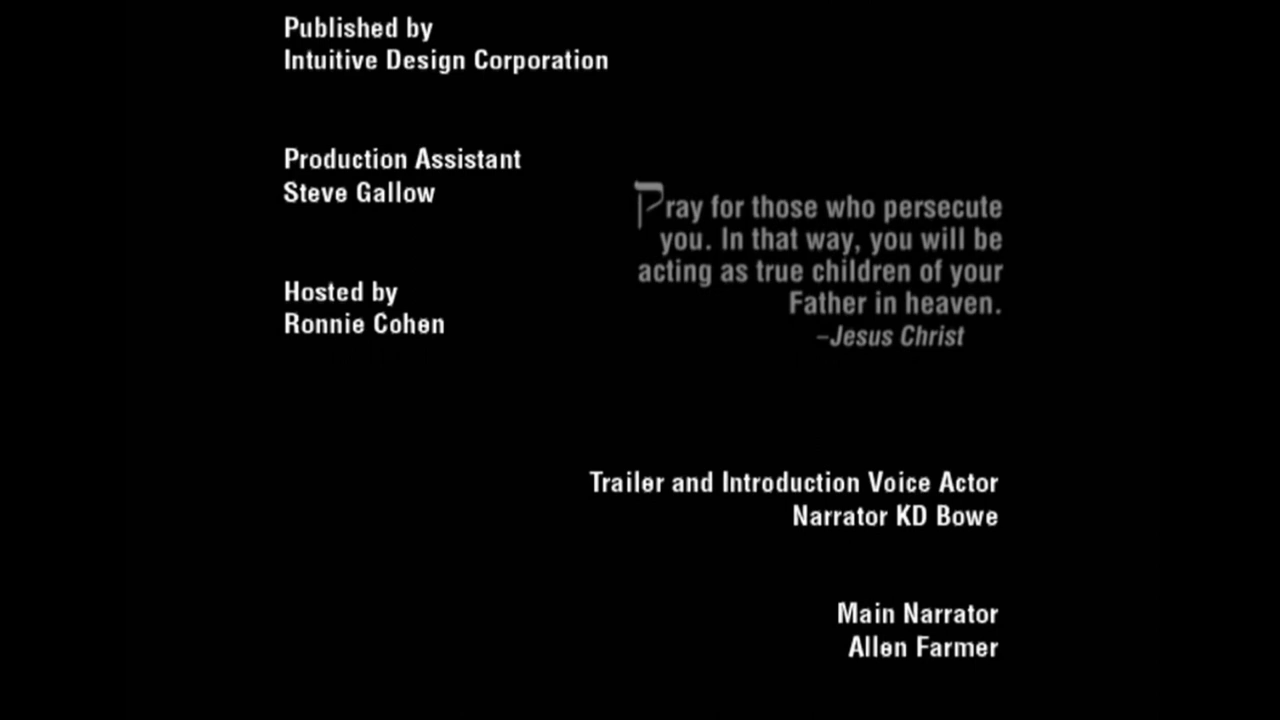 Published by
Intuitive Design Corporation
Production Assistant
Steve Gallow
Hosted by
Ronnie Cohen
Pray for those who persecute
you. In that way, you will be
acting as true children of your
Father in heaven.
–Jesus Christ
Trailer and Introduction Voice Actor
Narrator KD Bowe
Main Narrator
Allen Farmer